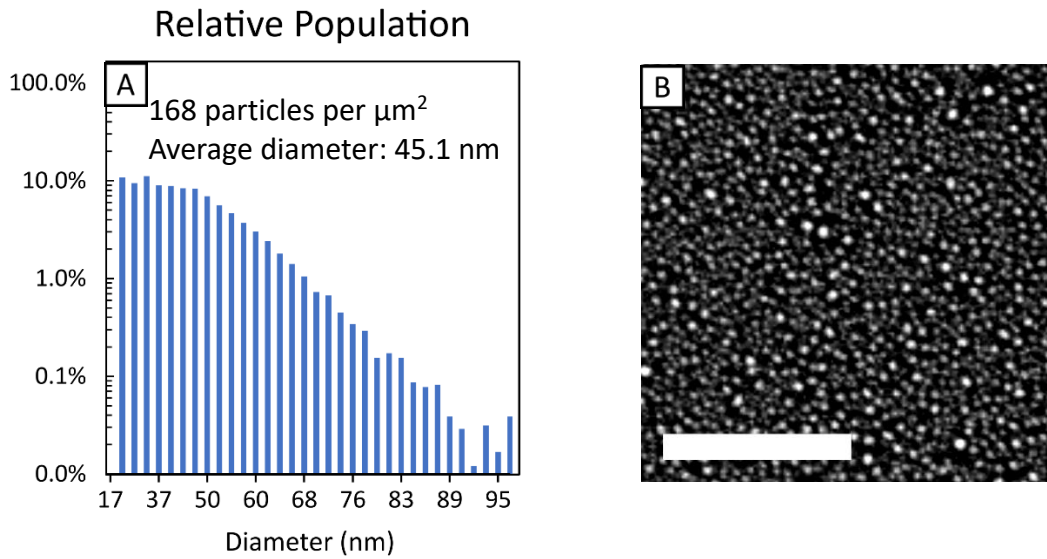 Relative Population
A
168 particles per µm²
Average diameter: 45.1 nm
100.0%
10.0%
1.0%
0.1%
0.0%
17 37 50 60 68 76 83 89 95
Diameter (nm)
B